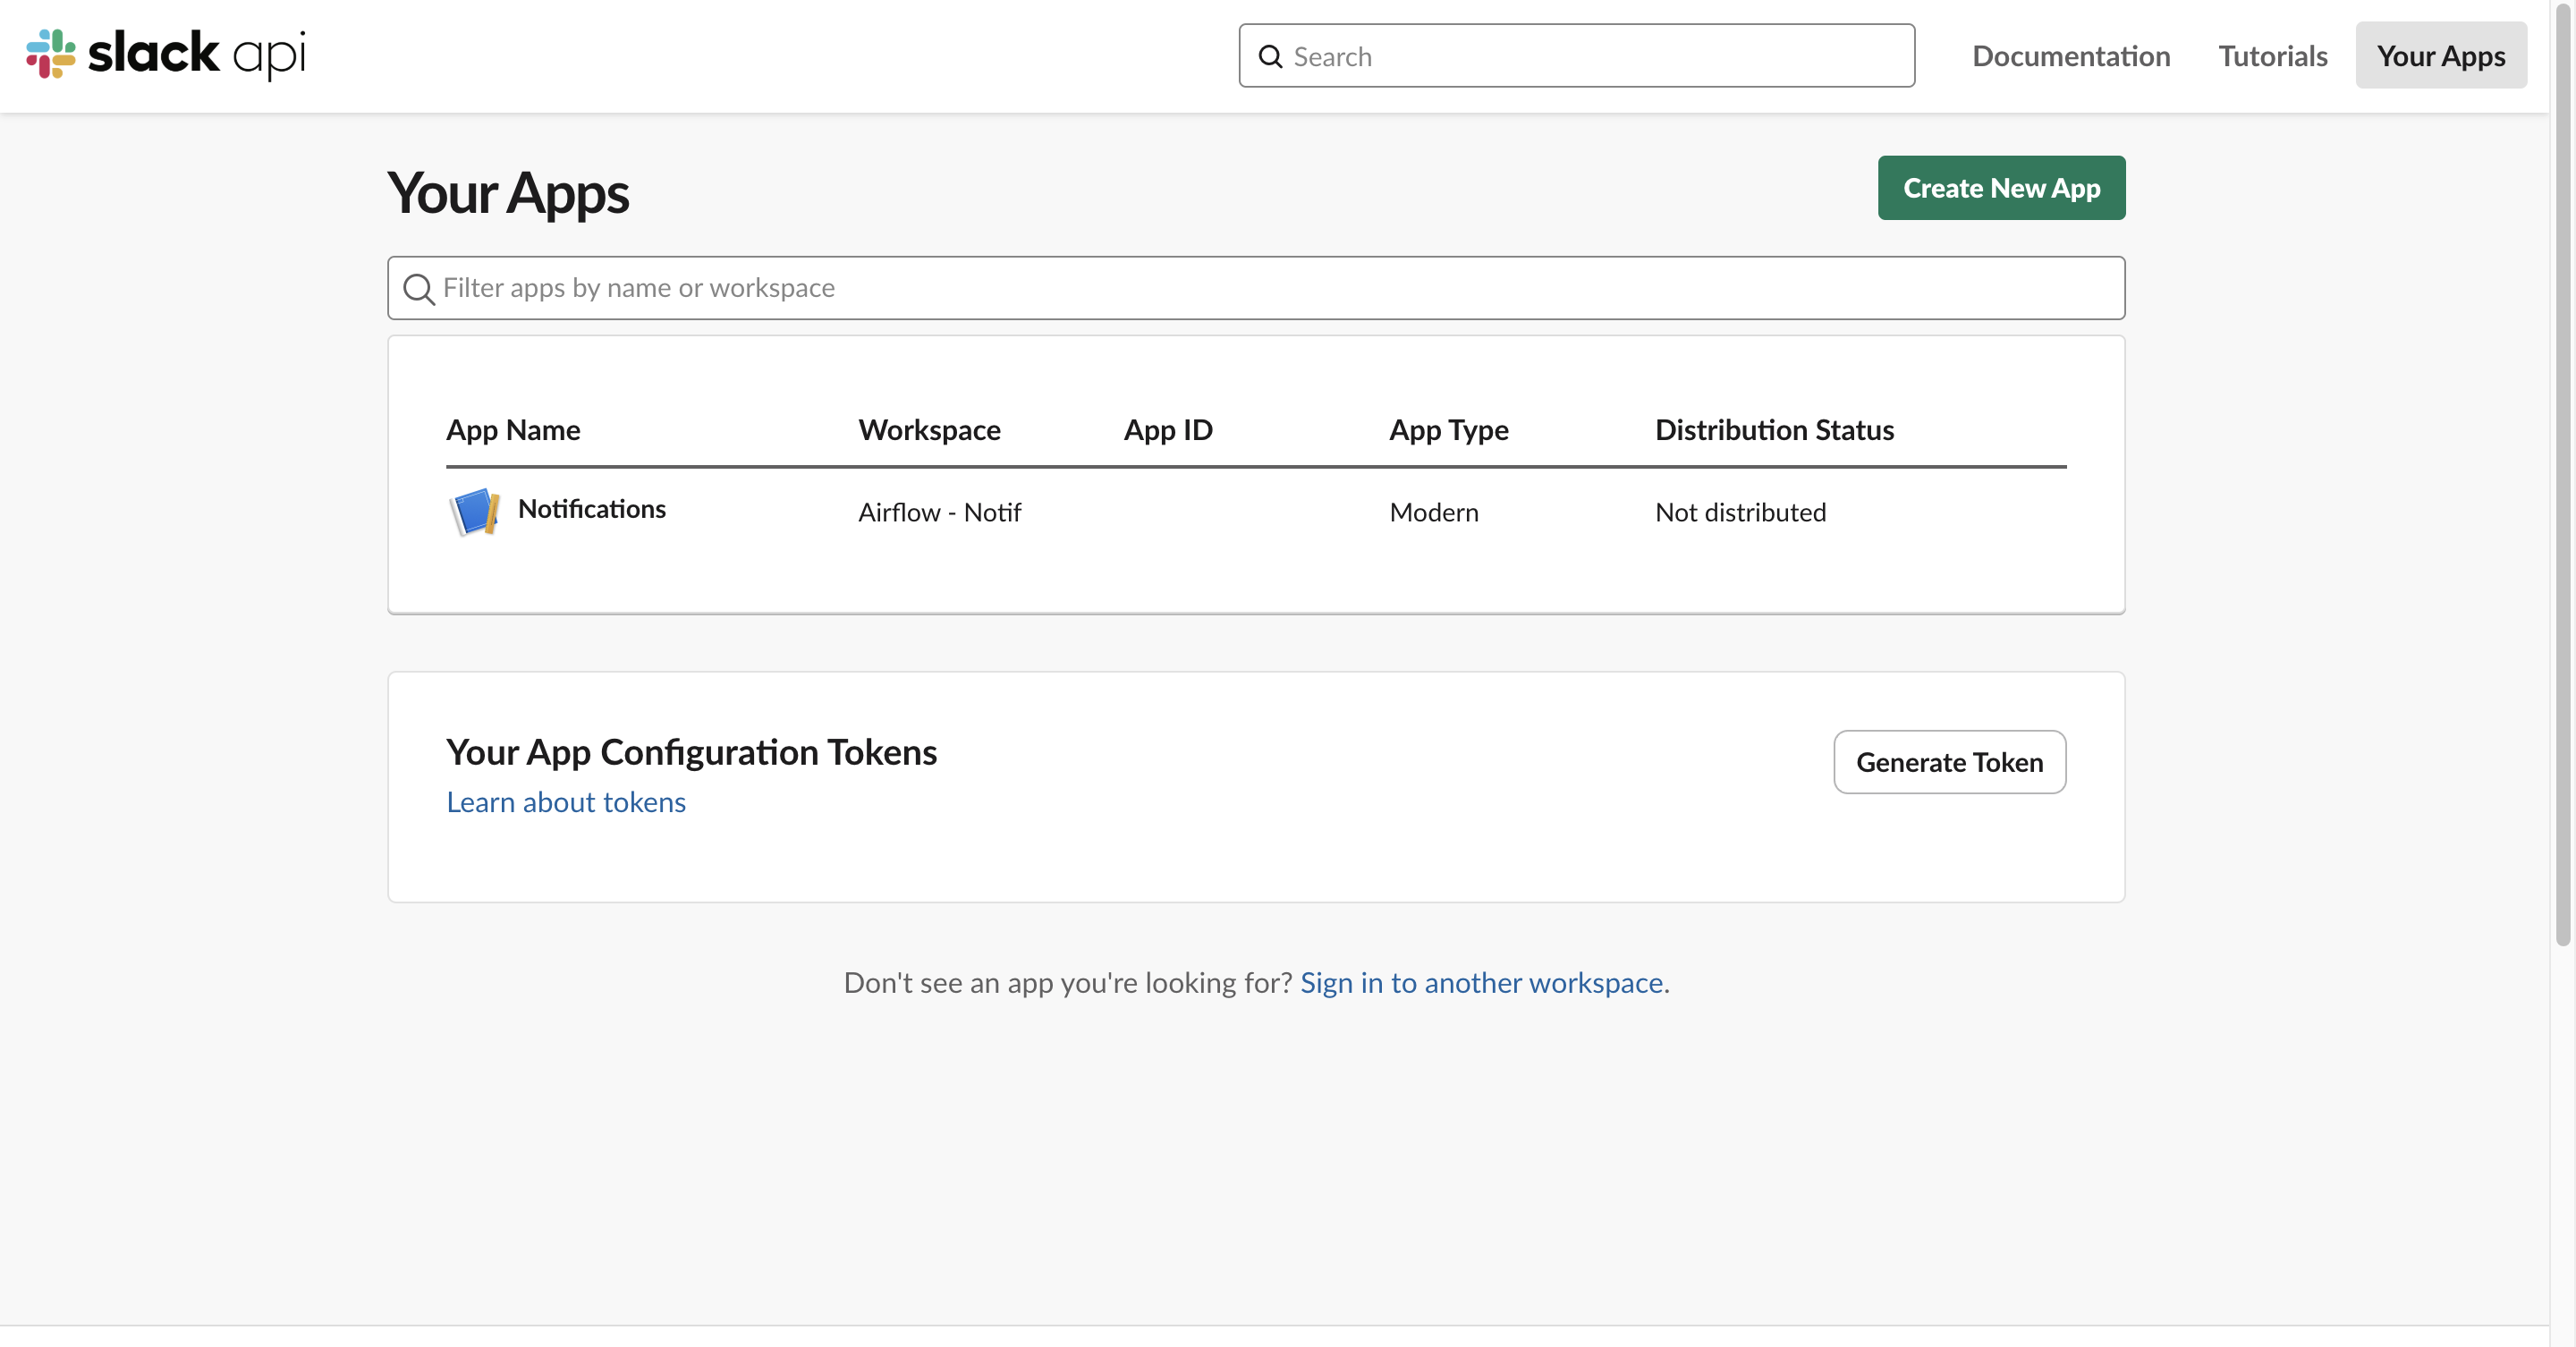 slack api
Search
Documentation
Tutorials
Your Apps
Your Apps
Create New App
Filter apps by name or workspace
App Name Workspace App ID App Type Distribution Status
Notifications Airflow - Notif Modern Not distributed
Your App Configuration Tokens
Generate Token
Learn about tokens
Don't see an app you're looking for? Sign in to another workspace.